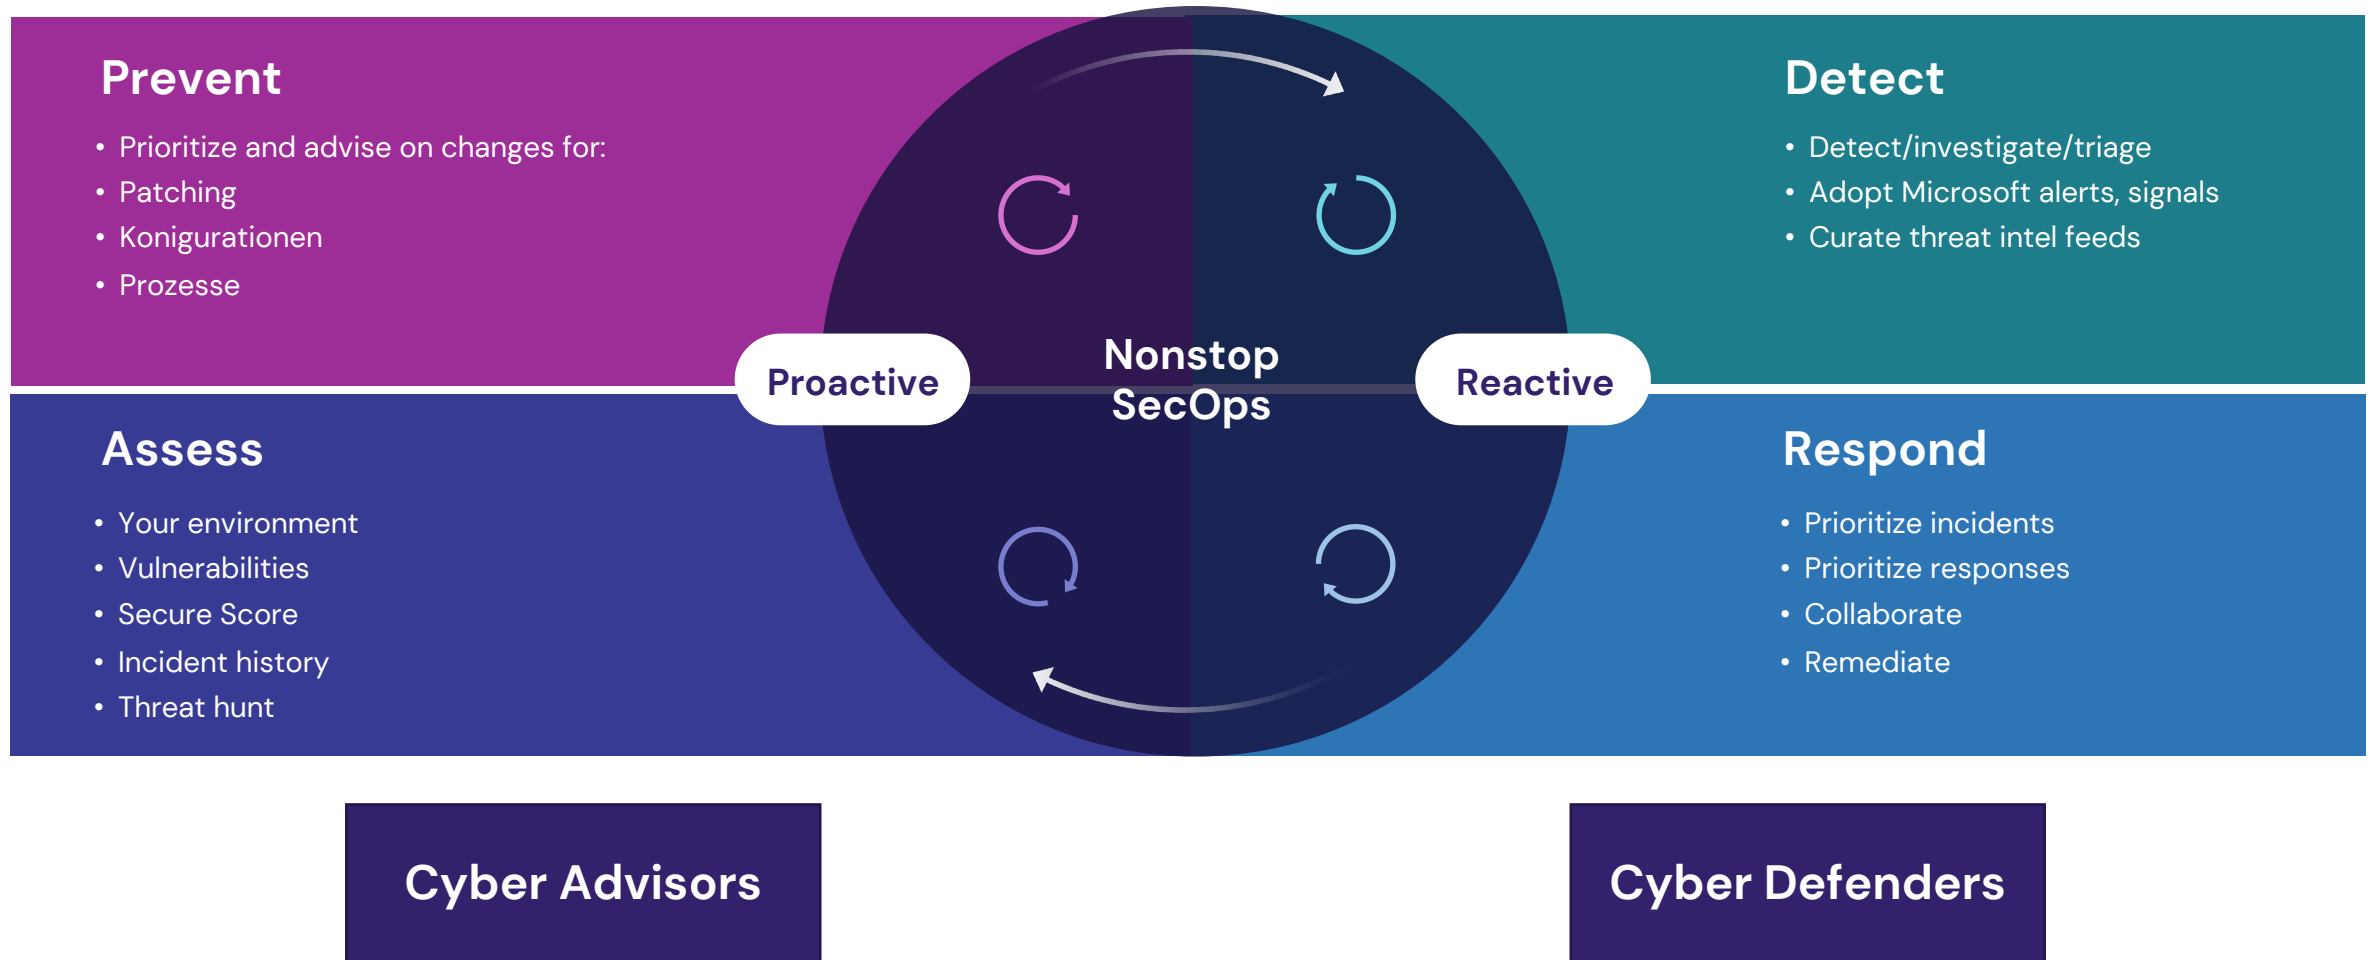 Prevent
• Prioritize and advise on changes for:
• Patching
• Konigurationen
• Prozesse
Detect
• Detect/investigate/triage
• Adopt Microsoft alerts, signals
• Curate threat intel feeds
Proactive
Nonstop
SecOps
Reactive
Assess
• Your environment
• Vulnerabilities
• Secure Score
• Incident history
• Threat hunt
Respond
• Prioritize incidents
• Prioritize responses
• Collaborate
• Remediate
Cyber Advisors
Cyber Defenders